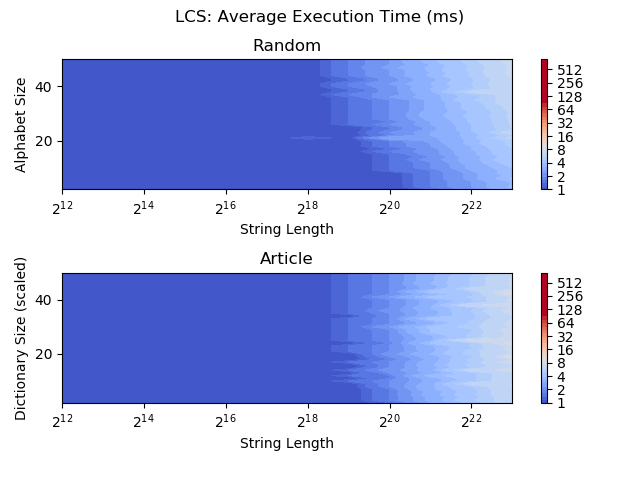 LCS: Average Execution Time (ms)
Random
Alphabet Size
40
20
2^12 2^14 2^16 2^18 2^20 2^22
String Length
512
256
128
64
32
16
8
4
2
1
Article
Dictionary Size (scaled)
40
20
2^12 2^14 2^16 2^18 2^20 2^22
String Length
512
256
128
64
32
16
8
4
2
1